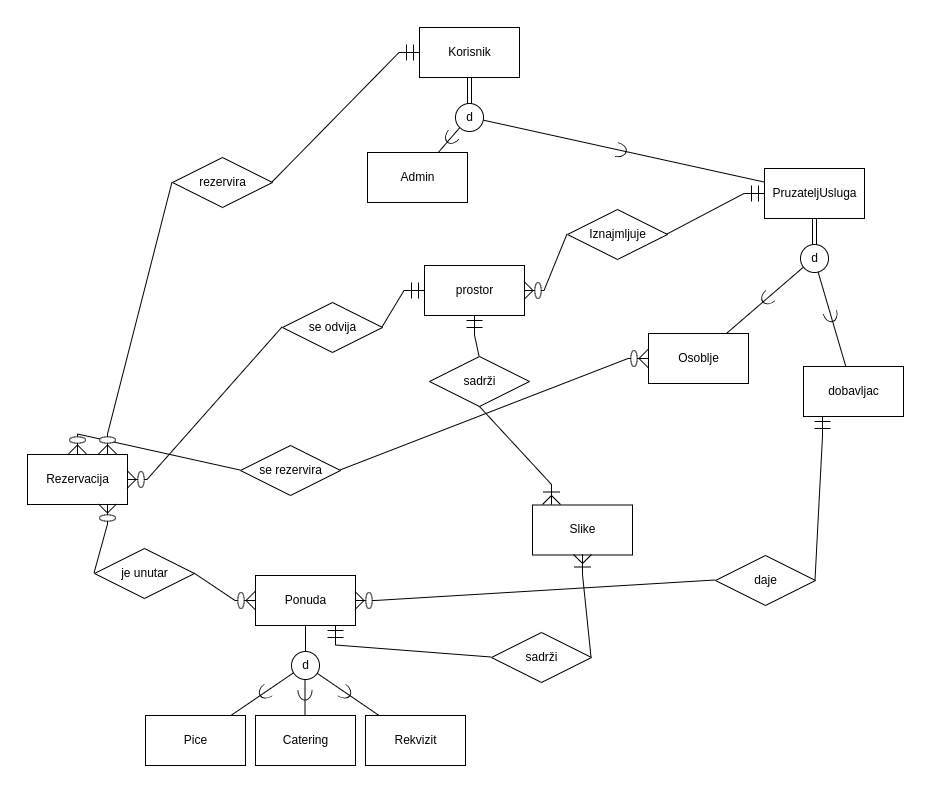 Korisnik
d
Admin
rezervira
PruzateljUsluga
Iznajmljuje
d
prostor
se odvija
Osoblje
sadrži
dobavljac
se rezervira
Rezervacija
Slike
je unutar
daje
Ponuda
sadrži
d
Pice
Catering
Rekvizit